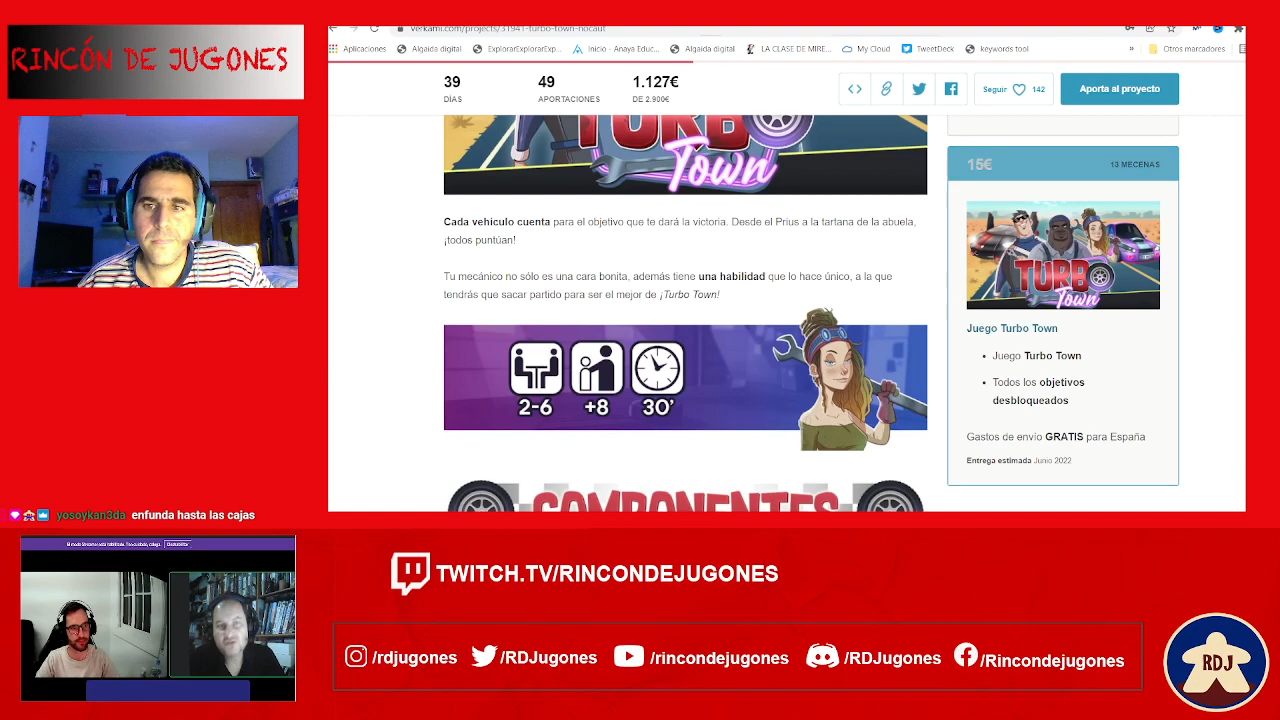 RINCÓN DE JUGONES
verkami.com/projects/31941-turbo-town-nocaut
Aplicaciones
Algaida digital
ExplorarExplorarExp...
Inicio - Anaya Educ...
Algaida digital
LA CLASE DE MIRE...
My Cloud
TweetDeck
keywords tool
»
Otros marcadores
39
DÍAS
49
APORTACIONES
1.127€
DE 2.900€
Seguir
142
Aporta al proyecto
TURBO
Town
Cada vehículo cuenta para el objetivo que te dará la victoria. Desde el Prius a la tartana de la abuela,
¡todos puntúan!
Tu mecánico no sólo es una cara bonita, además tiene una habilidad que lo hace único, a la que
tendrás que sacar partido para ser el mejor de ¡Turbo Town!
2-6
+8
30'
COMPONENTES
15€
13 MECENAS
TURBO
Town
Juego Turbo Town
• Juego Turbo Town
• Todos los objetivos
desbloqueados
Gastos de envío GRATIS para España
Entrega estimada Junio 2022
yosoykan3da enfunda hasta las cajas
TWITCH.TV/RINCONDEJUGONES
/rdjugones
/RDJugones
/rincondejugones
/RDJugones
/Rincondejugones
RDJ